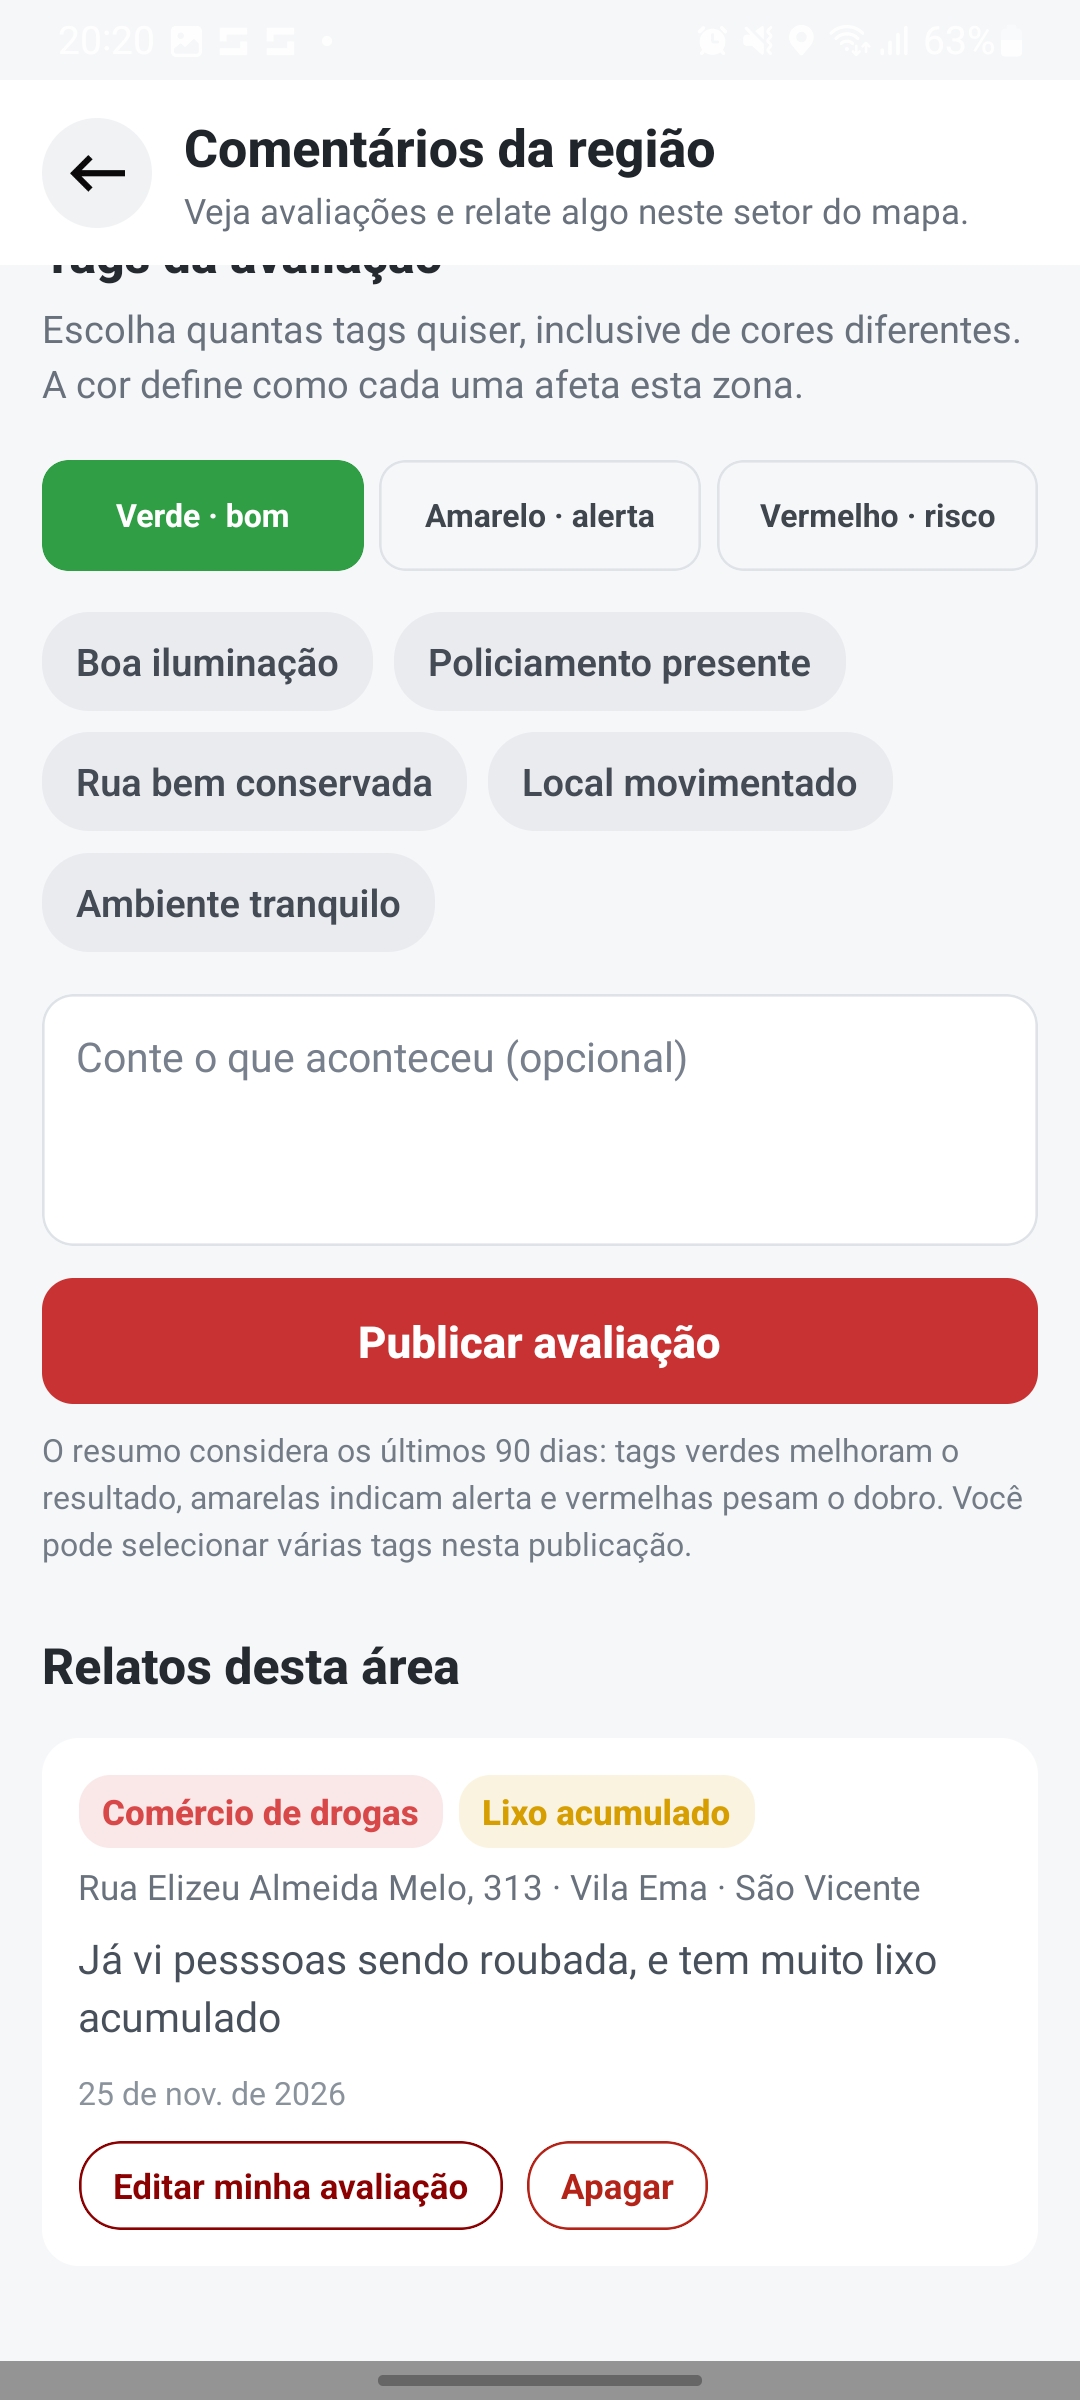 20:20
63%
Comentários da região
Veja avaliações e relate algo neste setor do mapa.
Tags da avaliação
Escolha quantas tags quiser, inclusive de cores diferentes.
A cor define como cada uma afeta esta zona.
Verde · bom
Amarelo · alerta
Vermelho · risco
Boa iluminação
Policiamento presente
Rua bem conservada
Local movimentado
Ambiente tranquilo
Conte o que aconteceu (opcional)
Publicar avaliação
O resumo considera os últimos 90 dias: tags verdes melhoram o
resultado, amarelas indicam alerta e vermelhas pesam o dobro. Você
pode selecionar várias tags nesta publicação.
Relatos desta área
Comércio de drogas
Lixo acumulado
Rua Elizeu Almeida Melo, 313 · Vila Ema · São Vicente
Já vi pesssoas sendo roubada, e tem muito lixo
acumulado
25 de nov. de 2026
Editar minha avaliação
Apagar